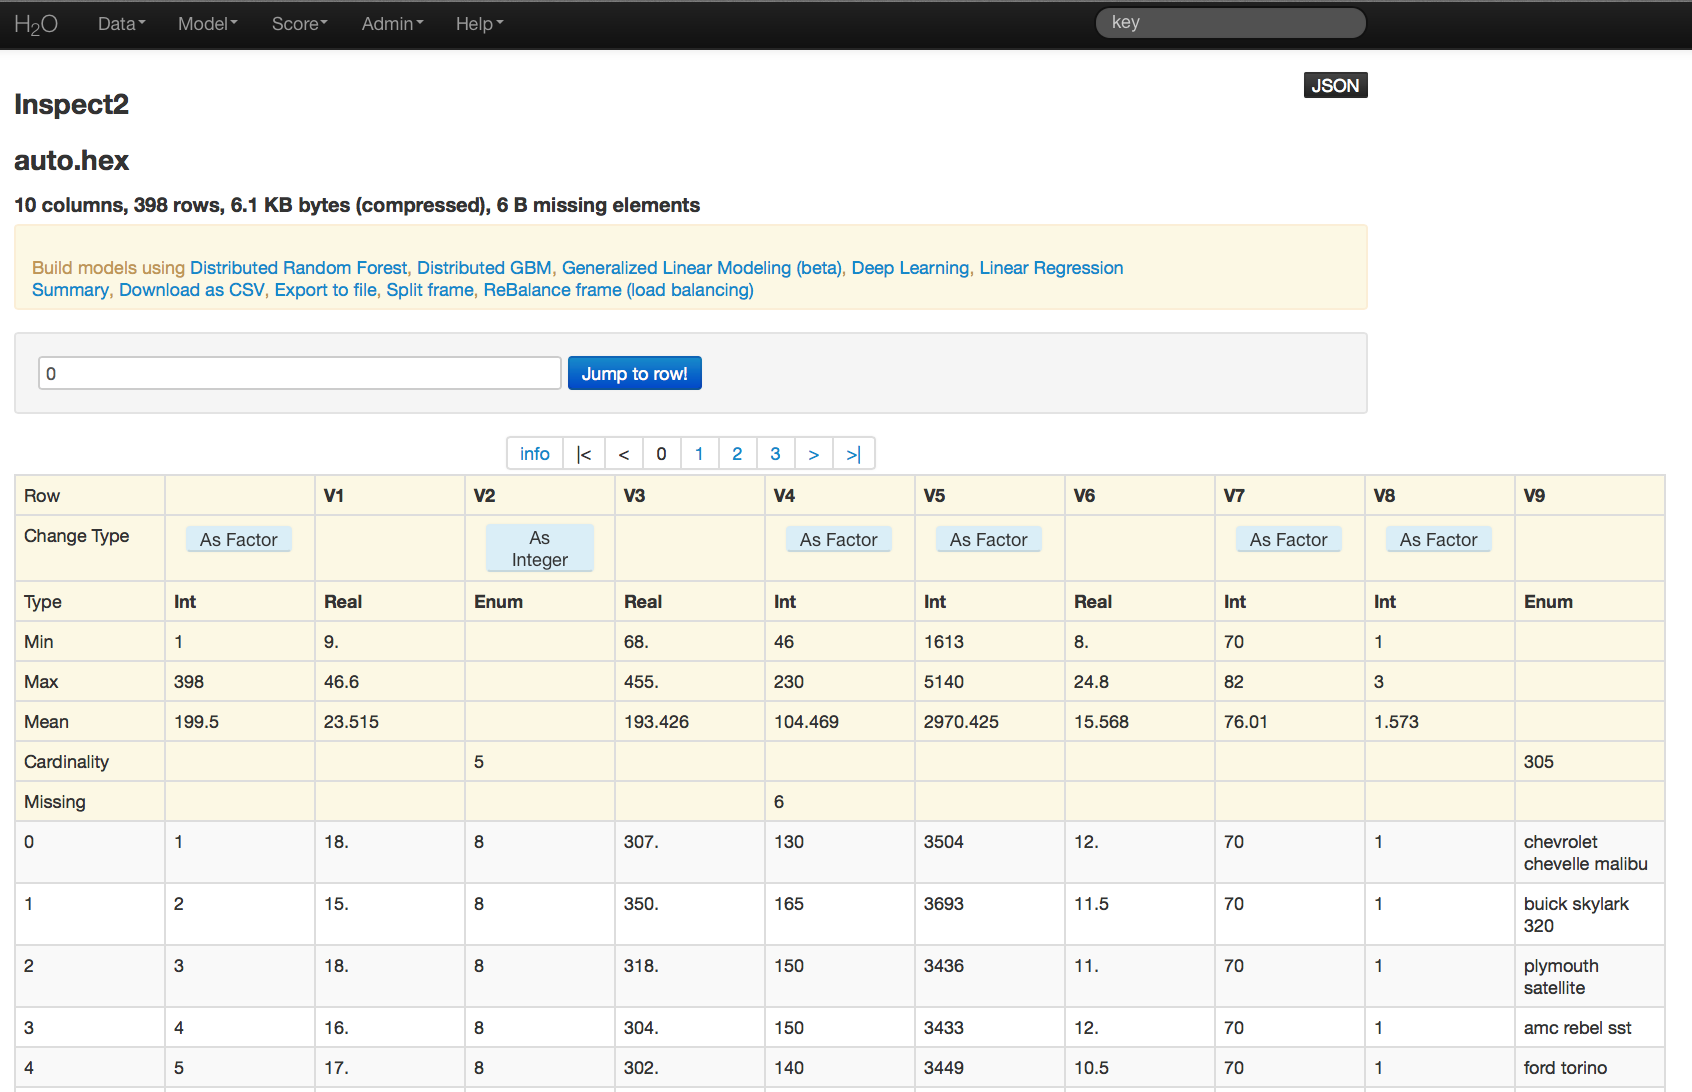 H2O Data Model Score Admin Help key
JSON
Inspect2
auto.hex
10 columns, 398 rows, 6.1 KB bytes (compressed), 6 B missing elements
Build models using Distributed Random Forest, Distributed GBM, Generalized Linear Modeling (beta), Deep Learning, Linear Regression
Summary, Download as CSV, Export to file, Split frame, ReBalance frame (load balancing)
0 Jump to row!
info |< < 0 1 2 3 > >|
Row V1 V2 V3 V4 V5 V6 V7 V8 V9
Change Type As Factor As Integer As Factor As Factor As Factor As Factor
Type Int Real Enum Real Int Int Real Int Int Enum
Min 1 9. 68. 46 1613 8. 70 1
Max 398 46.6 455. 230 5140 24.8 82 3
Mean 199.5 23.515 193.426 104.469 2970.425 15.568 76.01 1.573
Cardinality 5 305
Missing 6
0 1 18. 8 307. 130 3504 12. 70 1 chevrolet chevelle malibu
1 2 15. 8 350. 165 3693 11.5 70 1 buick skylark 320
2 3 18. 8 318. 150 3436 11. 70 1 plymouth satellite
3 4 16. 8 304. 150 3433 12. 70 1 amc rebel sst
4 5 17. 8 302. 140 3449 10.5 70 1 ford torino